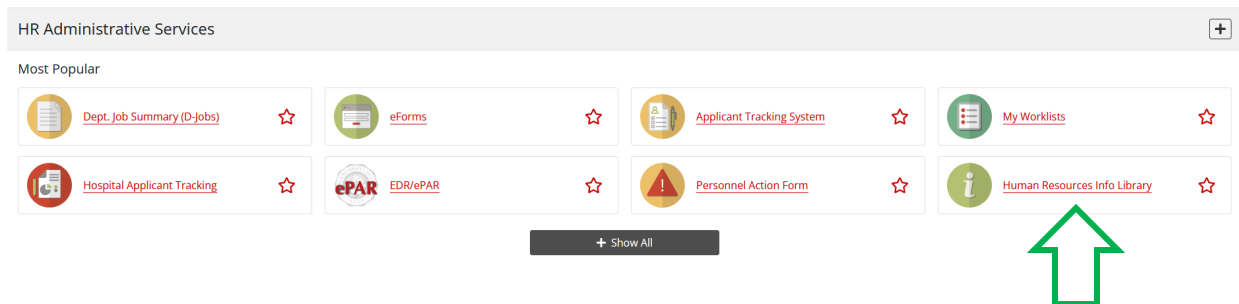 HR Administrative Services
Most Popular
Dept. Job Summary (D-Jobs)
eForms
Applicant Tracking System
My Worklists
Hospital Applicant Tracking
ePAR
EDR/ePAR
Personnel Action Form
Human Resources Info Library
+ Show All